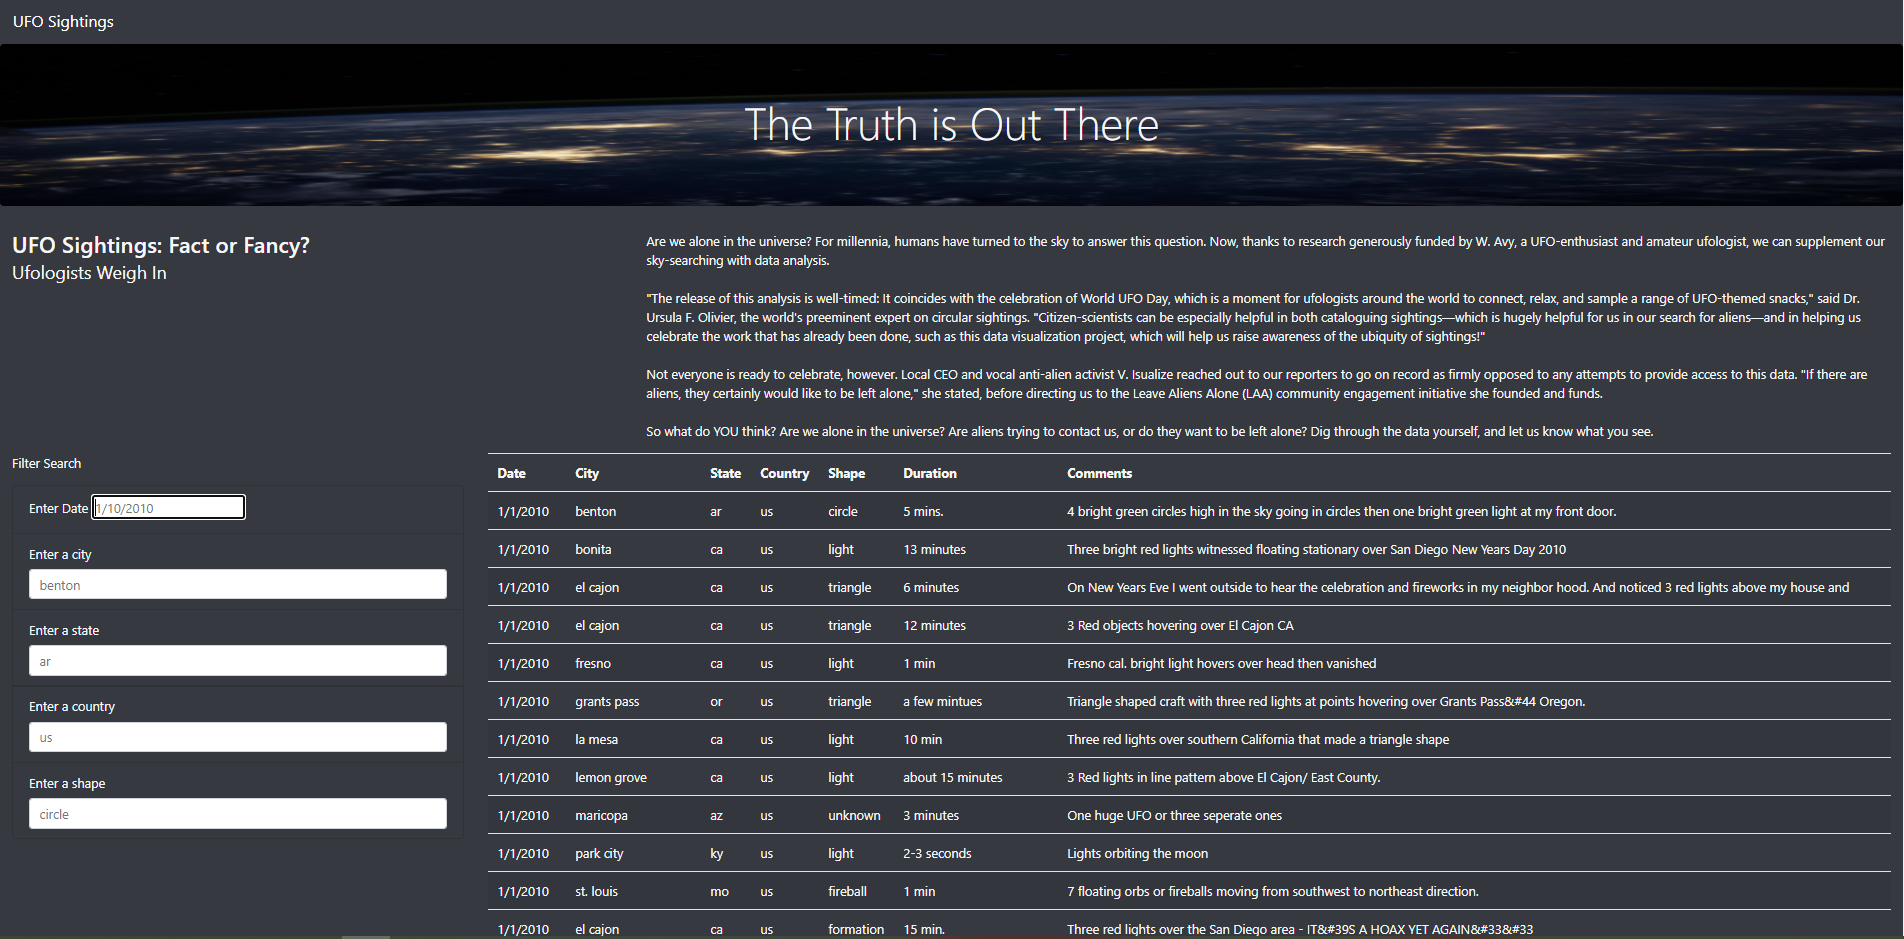 UFO Sightings
The Truth is Out There
UFO Sightings: Fact or Fancy?
Ufologists Weigh In
Are we alone in the universe? For millennia, humans have turned to the sky to answer this question. Now, thanks to research generously funded by W. Avy, a UFO-enthusiast and amateur ufologist, we can supplement our
sky-searching with data analysis.
"The release of this analysis is well-timed: It coincides with the celebration of World UFO Day, which is a moment for ufologists around the world to connect, relax, and sample a range of UFO-themed snacks," said Dr.
Ursula F. Olivier, the world's preeminent expert on circular sightings. "Citizen-scientists can be especially helpful in both cataloguing sightings—which is hugely helpful for us in our search for aliens—and in helping us
celebrate the work that has already been done, such as this data visualization project, which will help us raise awareness of the ubiquity of sightings!"
Not everyone is ready to celebrate, however. Local CEO and vocal anti-alien activist V. Isualize reached out to our reporters to go on record as firmly opposed to any attempts to provide access to this data. "If there are
aliens, they certainly would like to be left alone," she stated, before directing us to the Leave Aliens Alone (LAA) community engagement initiative she founded and funds.
So what do YOU think? Are we alone in the universe? Are aliens trying to contact us, or do they want to be left alone? Dig through the data yourself, and let us know what you see.
Filter Search
Enter Date 1/10/2010
Enter a city
benton
Enter a state
ar
Enter a country
us
Enter a shape
circle
Date City State Country Shape Duration Comments
1/1/2010 benton ar us circle 5 mins. 4 bright green circles high in the sky going in circles then one bright green light at my front door.
1/1/2010 bonita ca us light 13 minutes Three bright red lights witnessed floating stationary over San Diego New Years Day 2010
1/1/2010 el cajon ca us triangle 6 minutes On New Years Eve I went outside to hear the celebration and fireworks in my neighbor hood. And noticed 3 red lights above my house and
1/1/2010 el cajon ca us triangle 12 minutes 3 Red objects hovering over El Cajon CA
1/1/2010 fresno ca us light 1 min Fresno cal. bright light hovers over head then vanished
1/1/2010 grants pass or us triangle a few mintues Triangle shaped craft with three red lights at points hovering over Grants Pass&#44 Oregon.
1/1/2010 la mesa ca us light 10 min Three red lights over southern California that made a triangle shape
1/1/2010 lemon grove ca us light about 15 minutes 3 Red lights in line pattern above El Cajon/ East County.
1/1/2010 maricopa az us unknown 3 minutes One huge UFO or three seperate ones
1/1/2010 park city ky us light 2-3 seconds Lights orbiting the moon
1/1/2010 st. louis mo us fireball 1 min 7 floating orbs or fireballs moving from southwest to northeast direction.
1/1/2010 el cajon ca us formation 15 min. Three red lights over the San Diego area - IT&#39S A HOAX YET AGAIN&#33&#33